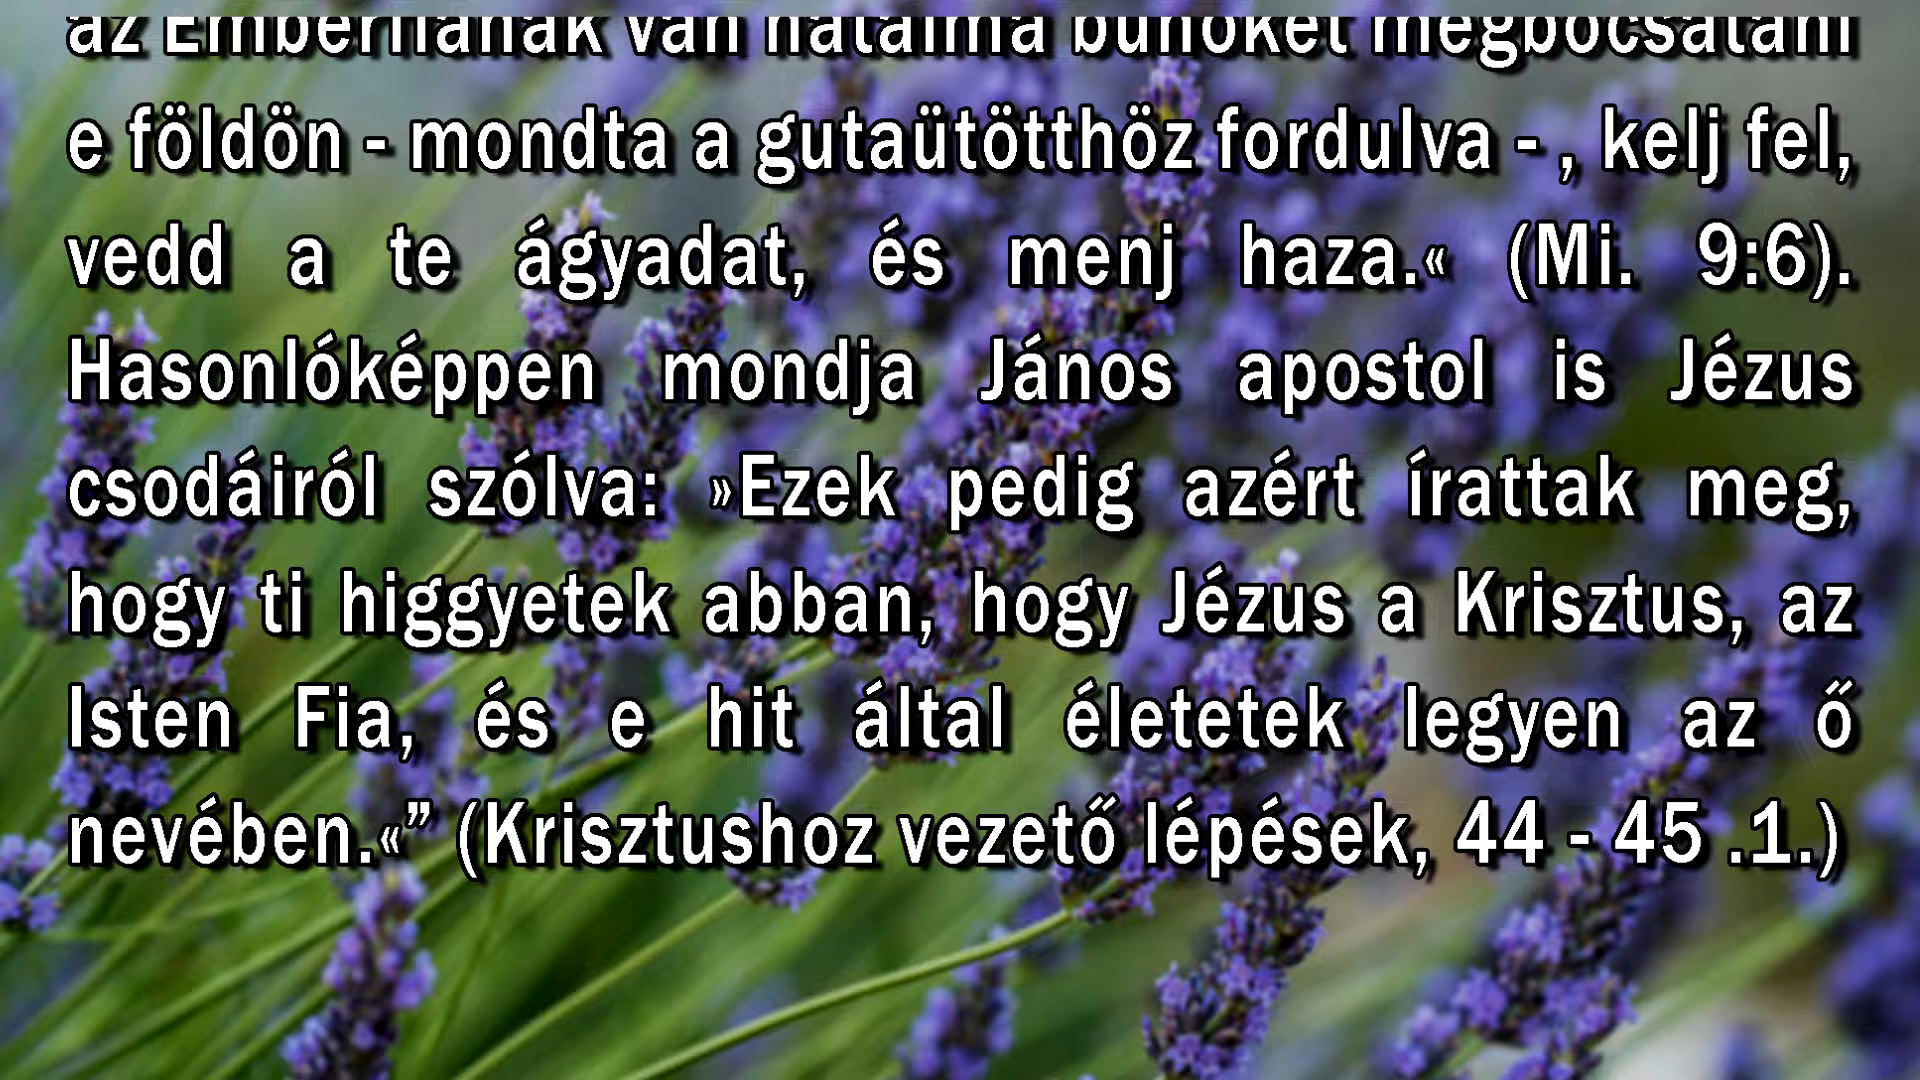 az Emberfiának van hatalma bűnöket megbocsátani
e földön - mondta a gutaütötthöz fordulva - , kelj fel,
vedd a te ágyadat, és menj haza.« (Mi. 9:6).
Hasonlóképpen mondja János apostol is Jézus
csodáiról szólva: »Ezek pedig azért írattak meg,
hogy ti higgyetek abban, hogy Jézus a Krisztus, az
Isten Fia, és e hit által életetek legyen az ő
nevében.«” (Krisztushoz vezető lépések, 44 - 45 .1.)